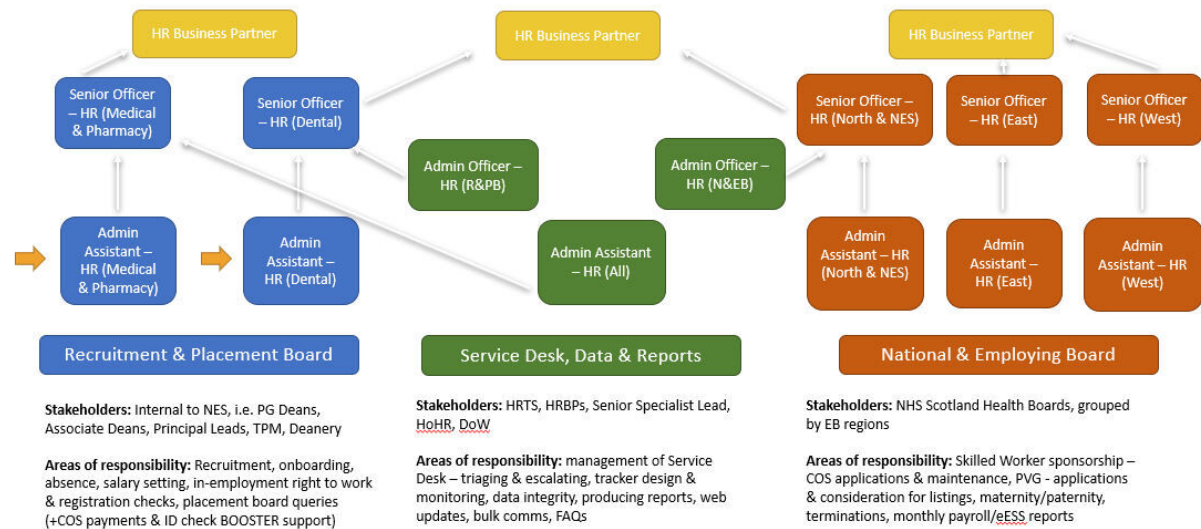 HR Business Partner
HR Business Partner
HR Business Partner
Senior Officer
– HR (Medical
& Pharmacy)
Senior Officer
– HR (Dental)
Senior Officer –
HR (North & NES)
Senior Officer
– HR (East)
Senior Officer
– HR (West)
Admin Officer –
HR (R&PB)
Admin Officer –
HR (N&EB)
Admin
Assistant –
HR (Medical
& Pharmacy)
Admin
Assistant –
HR (Dental)
Admin Assistant
– HR (All)
Admin
Assistant – HR
(North & NES)
Admin
Assistant –
HR (East)
Admin
Assistant – HR
(West)
Recruitment & Placement Board
Service Desk, Data & Reports
National & Employing Board
Stakeholders: Internal to NES, i.e. PG Deans,
Associate Deans, Principal Leads, TPM, Deanery
Areas of responsibility: Recruitment, onboarding,
absence, salary setting, in-employment right to work
& registration checks, placement board queries
(+COS payments & ID check BOOSTER support)
Stakeholders: HRTS, HRBPs, Senior Specialist Lead,
HoHR, DoW
Areas of responsibility: management of Service
Desk – triaging & escalating, tracker design &
monitoring, data integrity, producing reports, web
updates, bulk comms, FAQs
Stakeholders: NHS Scotland Health Boards, grouped
by EB regions
Areas of responsibility: Skilled Worker sponsorship –
COS applications & maintenance, PVG - applications
& consideration for listings, maternity/paternity,
terminations, monthly payroll/eESS reports